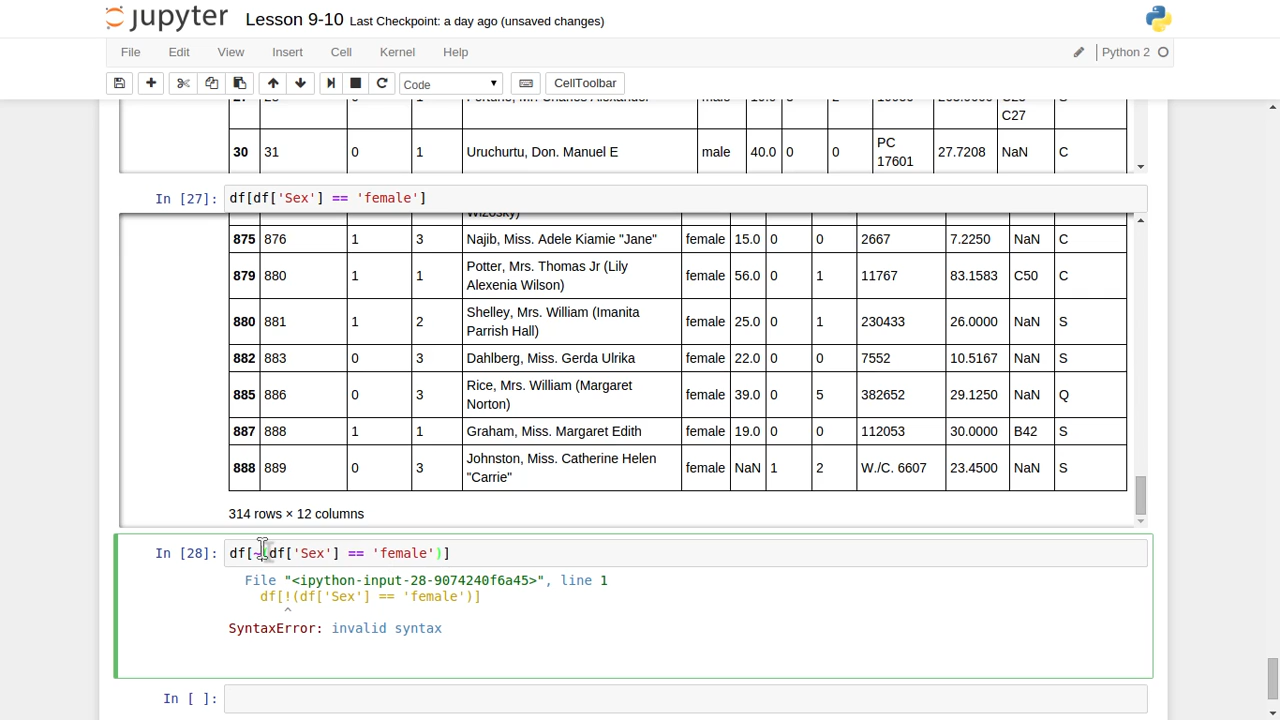 jupyter Lesson 9-10 Last Checkpoint: a day ago (unsaved changes)
File Edit View Insert Cell Kernel Help Python 2
Code CellToolbar
C27
30 31 0 1 Uruchurtu, Don. Manuel E male 40.0 0 0 PC 17601 27.7208 NaN C
In [27]: df[df['Sex'] == 'female']
875 876 1 3 Najib, Miss. Adele Kiamie "Jane" female 15.0 0 0 2667 7.2250 NaN C
879 880 1 1 Potter, Mrs. Thomas Jr (Lily
Alexenia Wilson) female 56.0 0 1 11767 83.1583 C50 C
880 881 1 2 Shelley, Mrs. William (Imanita
Parrish Hall) female 25.0 0 1 230433 26.0000 NaN S
882 883 0 3 Dahlberg, Miss. Gerda Ulrika female 22.0 0 0 7552 10.5167 NaN S
885 886 0 3 Rice, Mrs. William (Margaret
Norton) female 39.0 0 5 382652 29.1250 NaN Q
887 888 1 1 Graham, Miss. Margaret Edith female 19.0 0 0 112053 30.0000 B42 S
888 889 0 3 Johnston, Miss. Catherine Helen
"Carrie" female NaN 1 2 W./C. 6607 23.4500 NaN S
314 rows × 12 columns
In [28]: df[~(df['Sex'] == 'female')]
File "<ipython-input-28-9074240f6a45>", line 1
df[!(df['Sex'] == 'female')]
^
SyntaxError: invalid syntax
In [ ]: